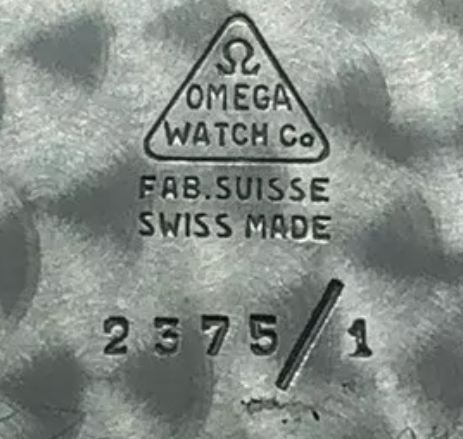 Ω
OMEGA
WATCH Co
FAB.SUISSE
SWISS MADE
2375/1